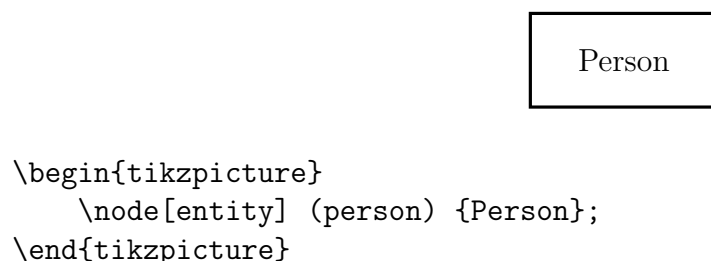 Person
\begin{tikzpicture}
    \node[entity] (person) {Person};
\end{tikzpicture}